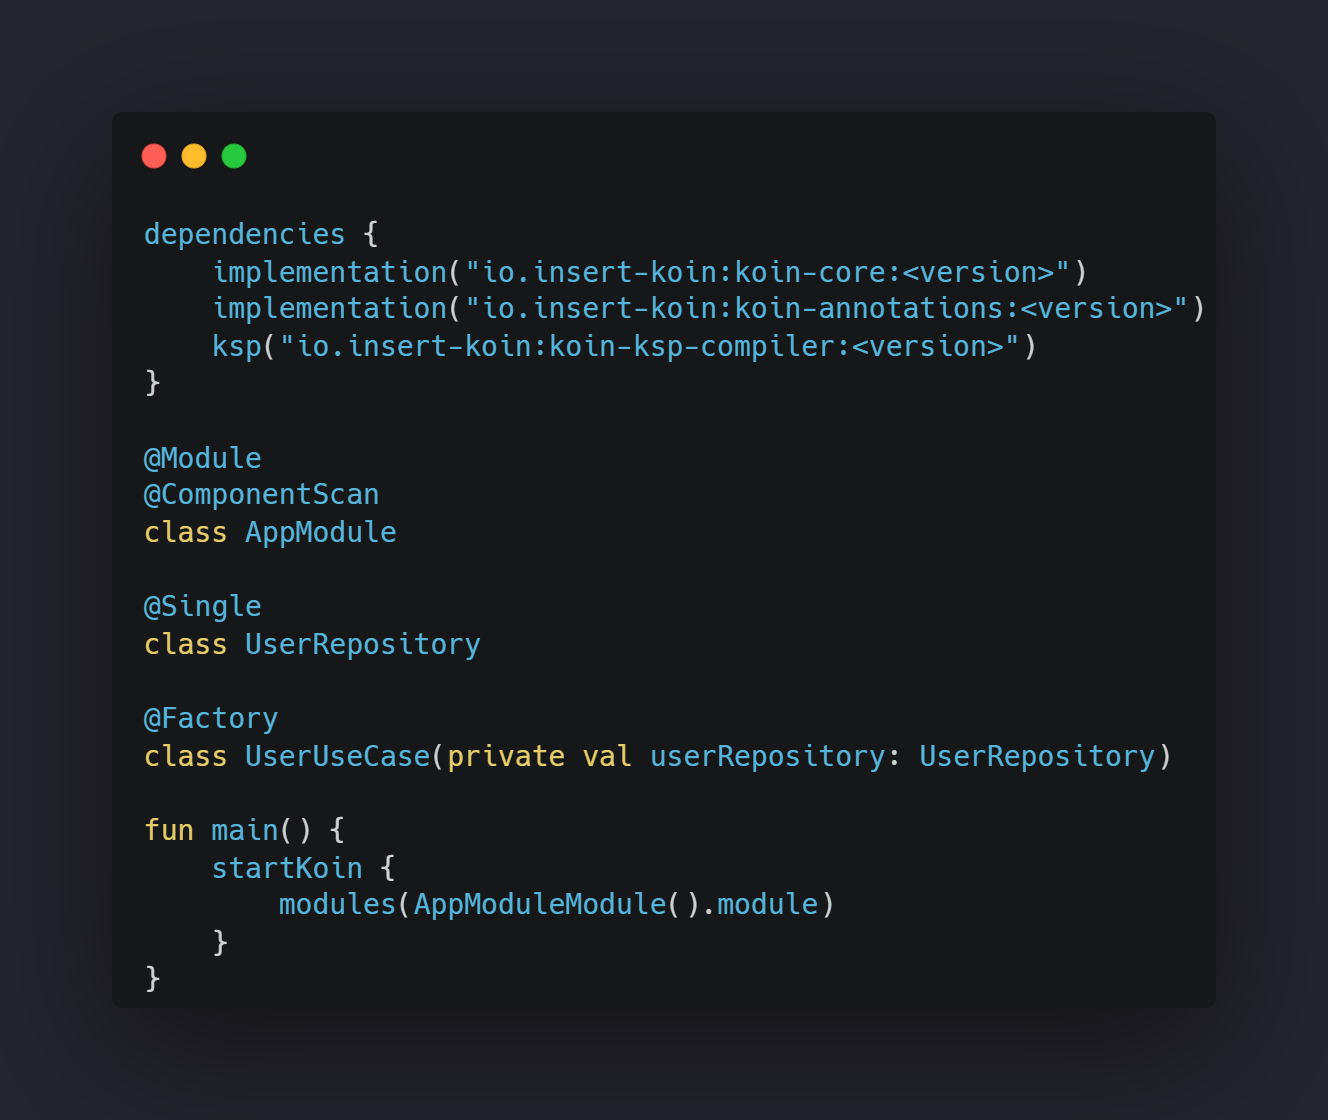 dependencies {
    implementation("io.insert-koin:koin-core:<version>")
    implementation("io.insert-koin:koin-annotations:<version>")
    ksp("io.insert-koin:koin-ksp-compiler:<version>")
}

@Module
@ComponentScan
class AppModule

@Single
class UserRepository

@Factory
class UserUseCase(private val userRepository: UserRepository)

fun main() {
    startKoin {
        modules(AppModuleModule().module)
    }
}